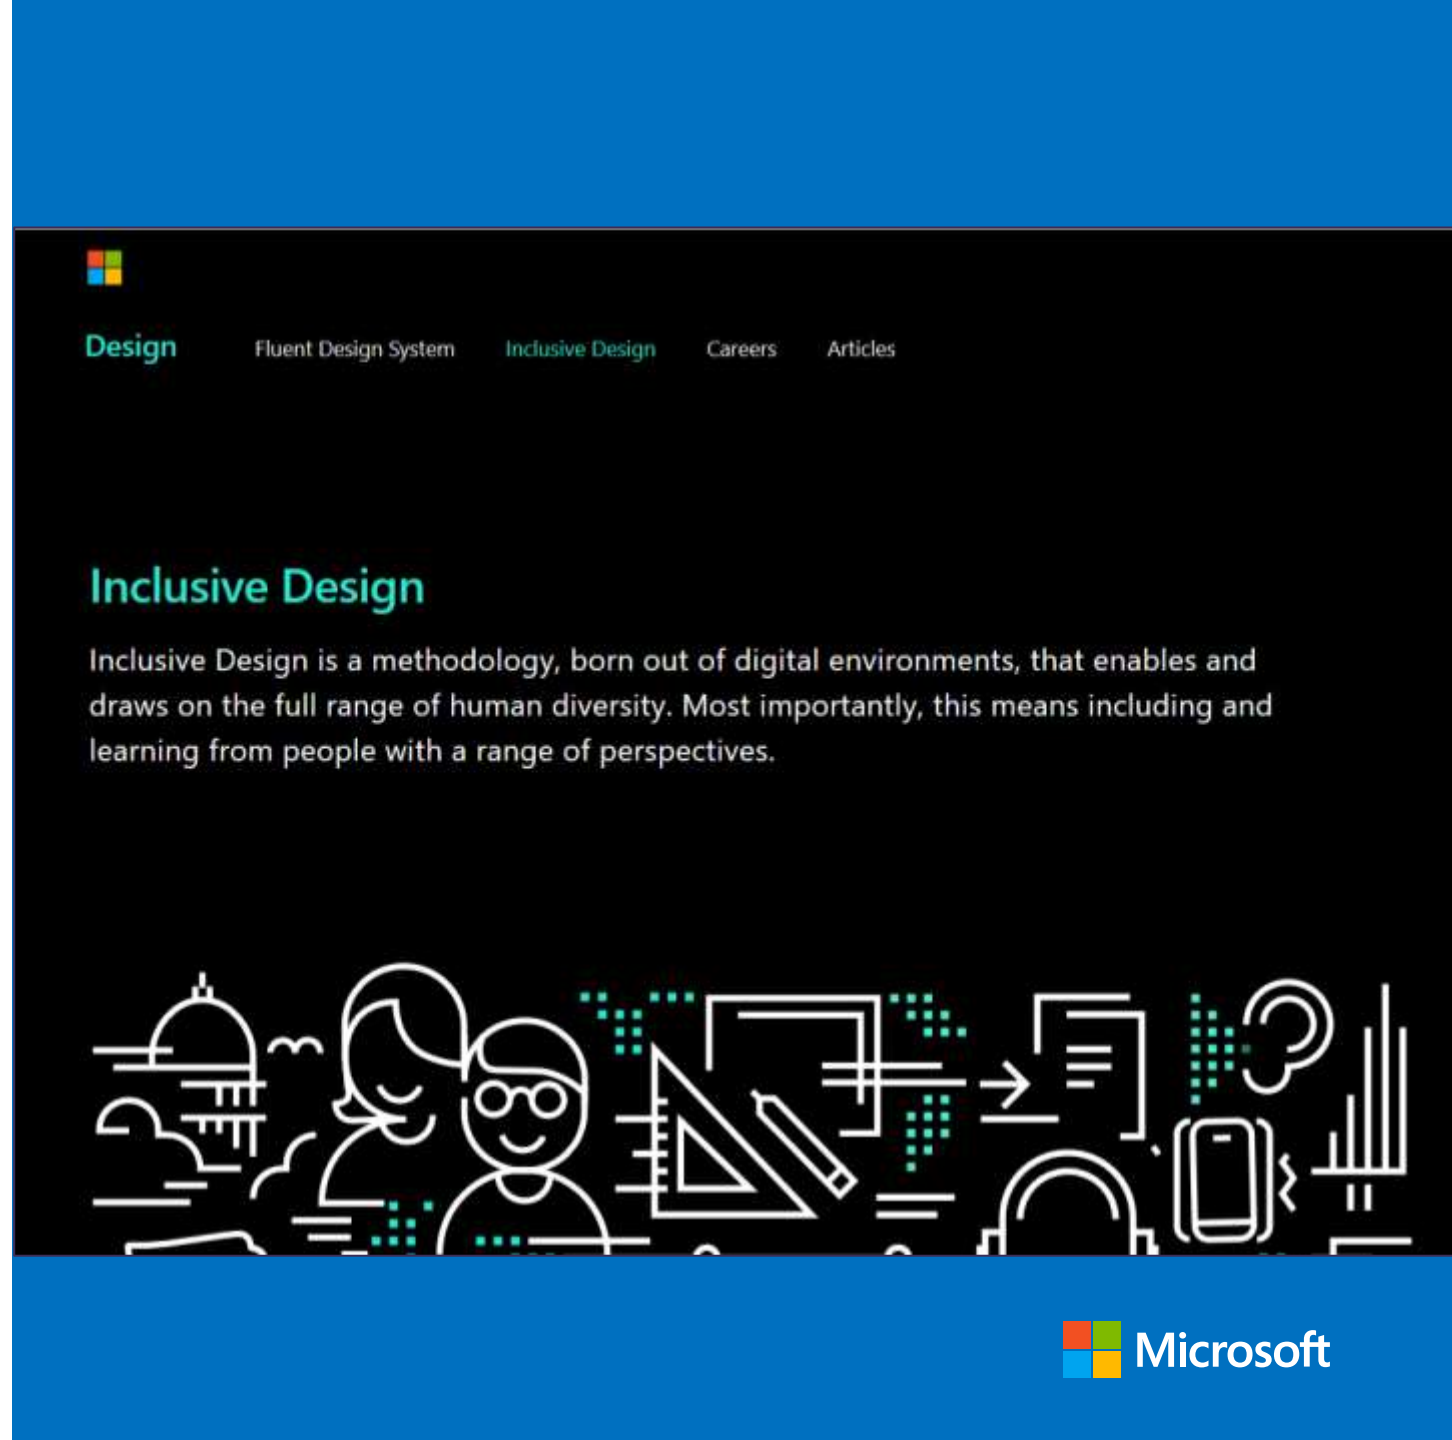 Design Fluent Design System Inclusive Design Careers Articles
Inclusive Design
Inclusive Design is a methodology, born out of digital environments, that enables and
draws on the full range of human diversity. Most importantly, this means including and
learning from people with a range of perspectives.
Microsoft